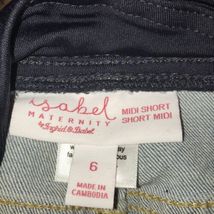 isabel
MATERNITY
by Ingrid & Isabel
MIDI SHORT
SHORT MIDI
6
MADE IN
CAMBODIA